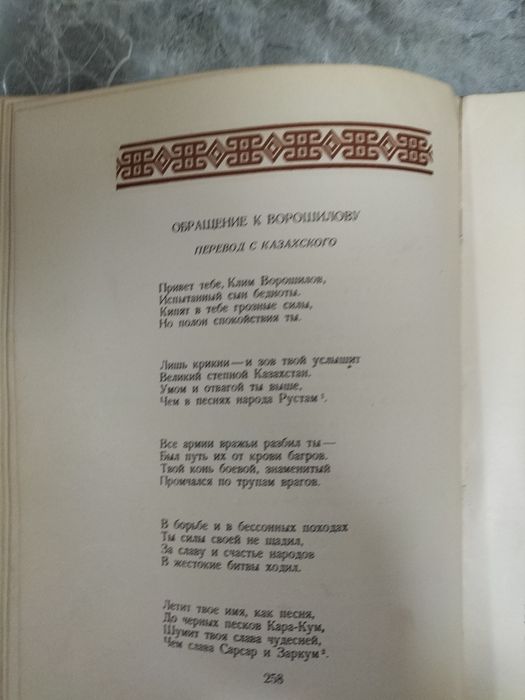 ОБРАЩЕНИЕ К ВОРОШИЛОВУ
ПЕРЕВОД С КАЗАХСКОГО
Привет тебе, Клим Ворошилов,
Испытанный сын бедноты.
Кипят в тебе грозные силы,
Но полон спокойствия ты.
Лишь крикни — и зов твой услышит
Великий степной Казахстан.
Умом и отвагой ты выше,
Чем в песнях народа Рустам¹.
Все армии вражьи разбил ты —
Был путь их от крови багров.
Твой конь боевой, знаменитый
Промчался по трупам врагов.
В борьбе и в бессонных походах
Ты силы своей не щадил,
За славу и счастье народов
В жестокие битвы ходил.
Летит твое имя, как песня,
До черных песков Кара-Кум,
Шумит твоя слава чудесней,
Чем слава Сарсар и Заркум².
258